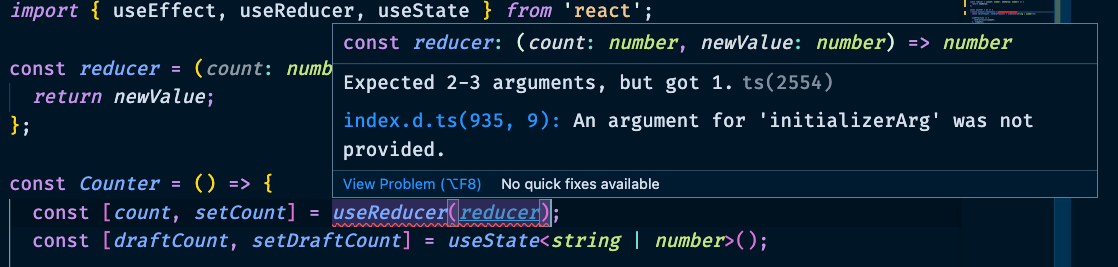 import { useEffect, useReducer, useState } from 'react';
const reducer: (count: number, newValue: number) => number
const reducer = (count: numb
Expected 2-3 arguments, but got 1. ts(2554)
return newValue;
};
index.d.ts(935, 9): An argument for 'initializerArg' was not
provided.
const Counter = () => {
View Problem (⌥F8) No quick fixes available
const [count, setCount] = useReducer(reducer);
const [draftCount, setDraftCount] = useState<string | number>();